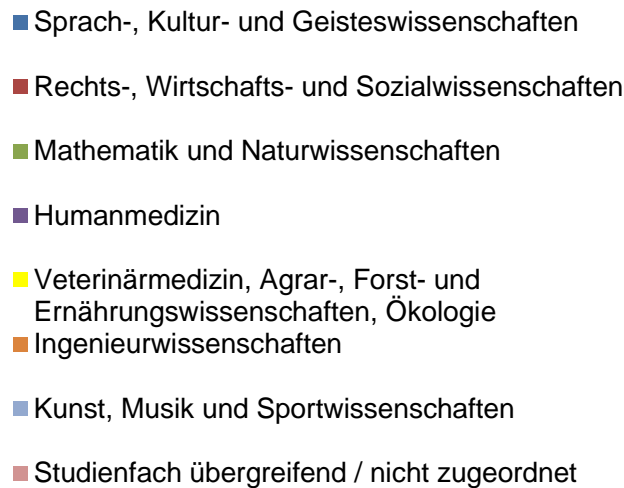 Sprach-, Kultur- und Geisteswissenschaften
Rechts-, Wirtschafts- und Sozialwissenschaften
Mathematik und Naturwissenschaften
Humanmedizin
Veterinärmedizin, Agrar-, Forst- und
Ernährungswissenschaften, Ökologie
Ingenieurwissenschaften
Kunst, Musik und Sportwissenschaften
Studienfach übergreifend / nicht zugeordnet